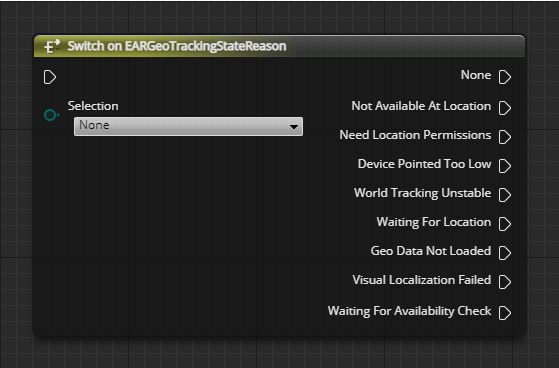 Switch on EARGeoTrackingStateReason
None
Selection
None
Not Available At Location
Need Location Permissions
Device Pointed Too Low
World Tracking Unstable
Waiting For Location
Geo Data Not Loaded
Visual Localization Failed
Waiting For Availability Check